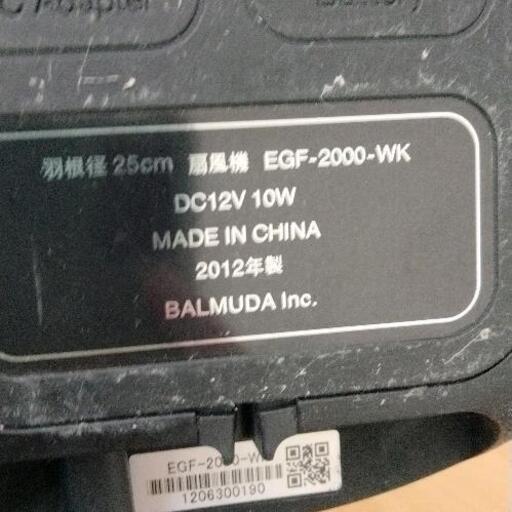 羽根径 25cm 扇風機 EGF-2000-WK
DC12V 10W
MADE IN CHINA
2012年製
BALMUDA Inc.
1206300190